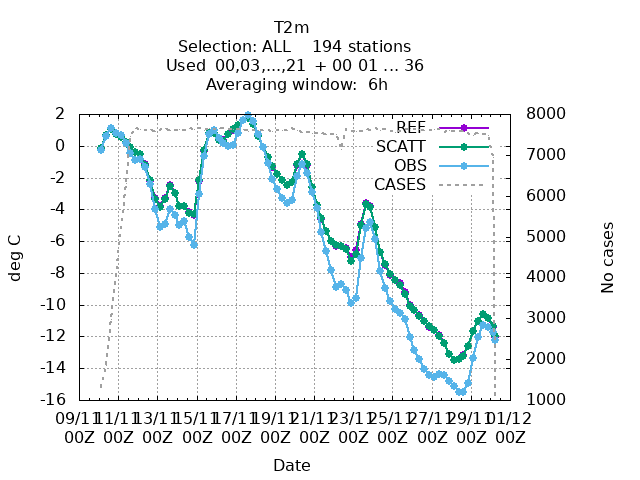 T2m
Selection: ALL    194 stations
Used  00,03,...,21  + 00 01 ... 36
Averaging window:  6h
2
0
-2
-4
-6
-8
-10
-12
-14
-16
deg C
8000
7000
6000
5000
4000
3000
2000
1000
No cases
REF
SCATT
OBS
CASES
09/11 11/11 13/11 15/11 17/11 19/11 21/11 23/11 25/11 27/11 29/11 01/12
00Z 00Z 00Z 00Z 00Z 00Z 00Z 00Z 00Z 00Z 00Z 00Z
Date